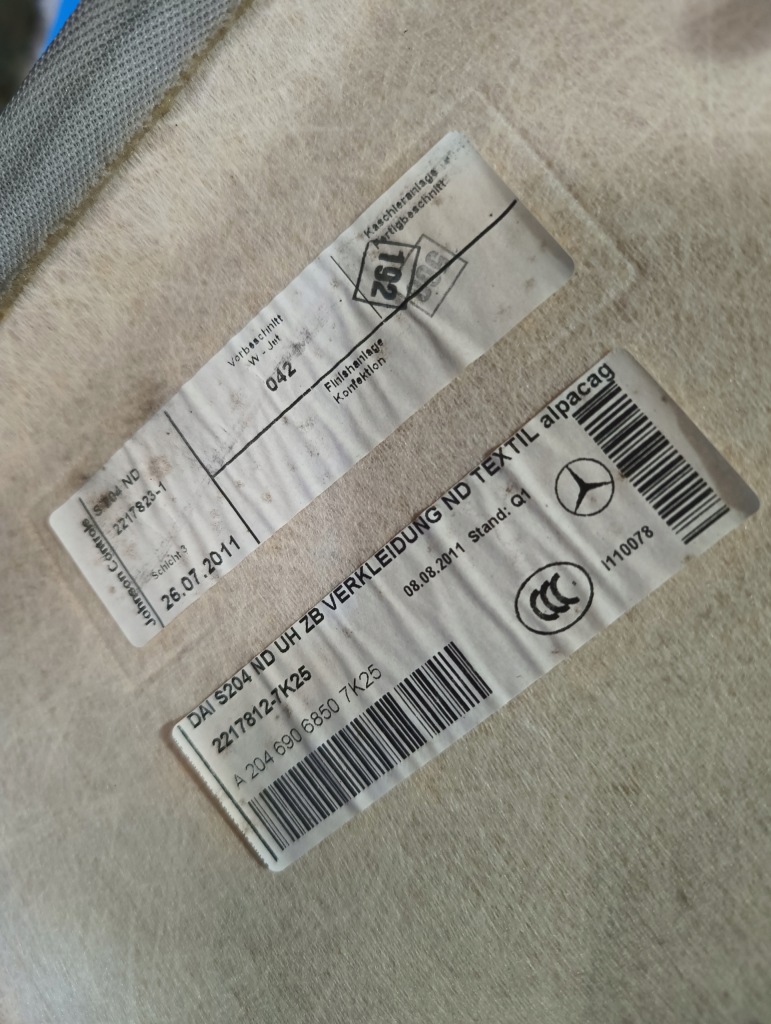 Johnson Controls
S204 ND
2217823-1
Schicht:3
26.07.2011
Vorbeschnitt
W - Jnt
042
Kaschieranlage
Fertigbeschnitt
T92
Finishanlage
Konfektion
DAI S204 ND UH ZB VERKLEIDUNG ND TEXTIL alpacag
2217812-7K25
08.08.2011 Stand: Q1
A 204 690 6850 7K25
CCC
I110078